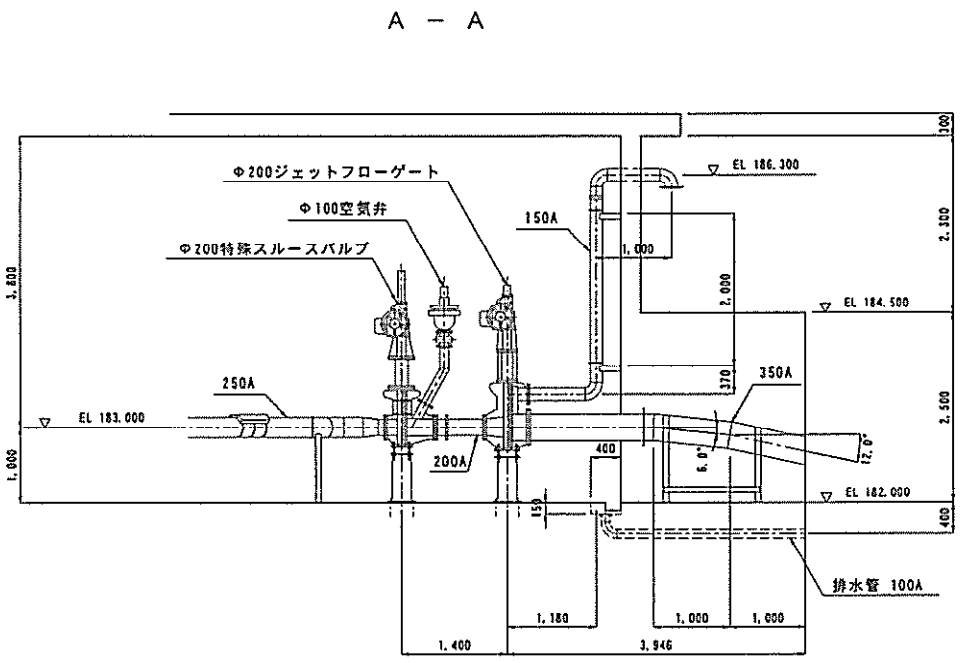 A - A
300
Φ200ジェットフローゲート
EL 186.300
Φ100空気弁
150A
1,000
2,300
Φ200特殊スルースバルブ
3,800
2,000
EL 184.500
250A
370
350A
2,500
EL 183.000
1,000
200A
400
6.0°
12.0°
EL 182.000
150
400
排水管 100A
1,180
1,000
1,000
1,400
3,946